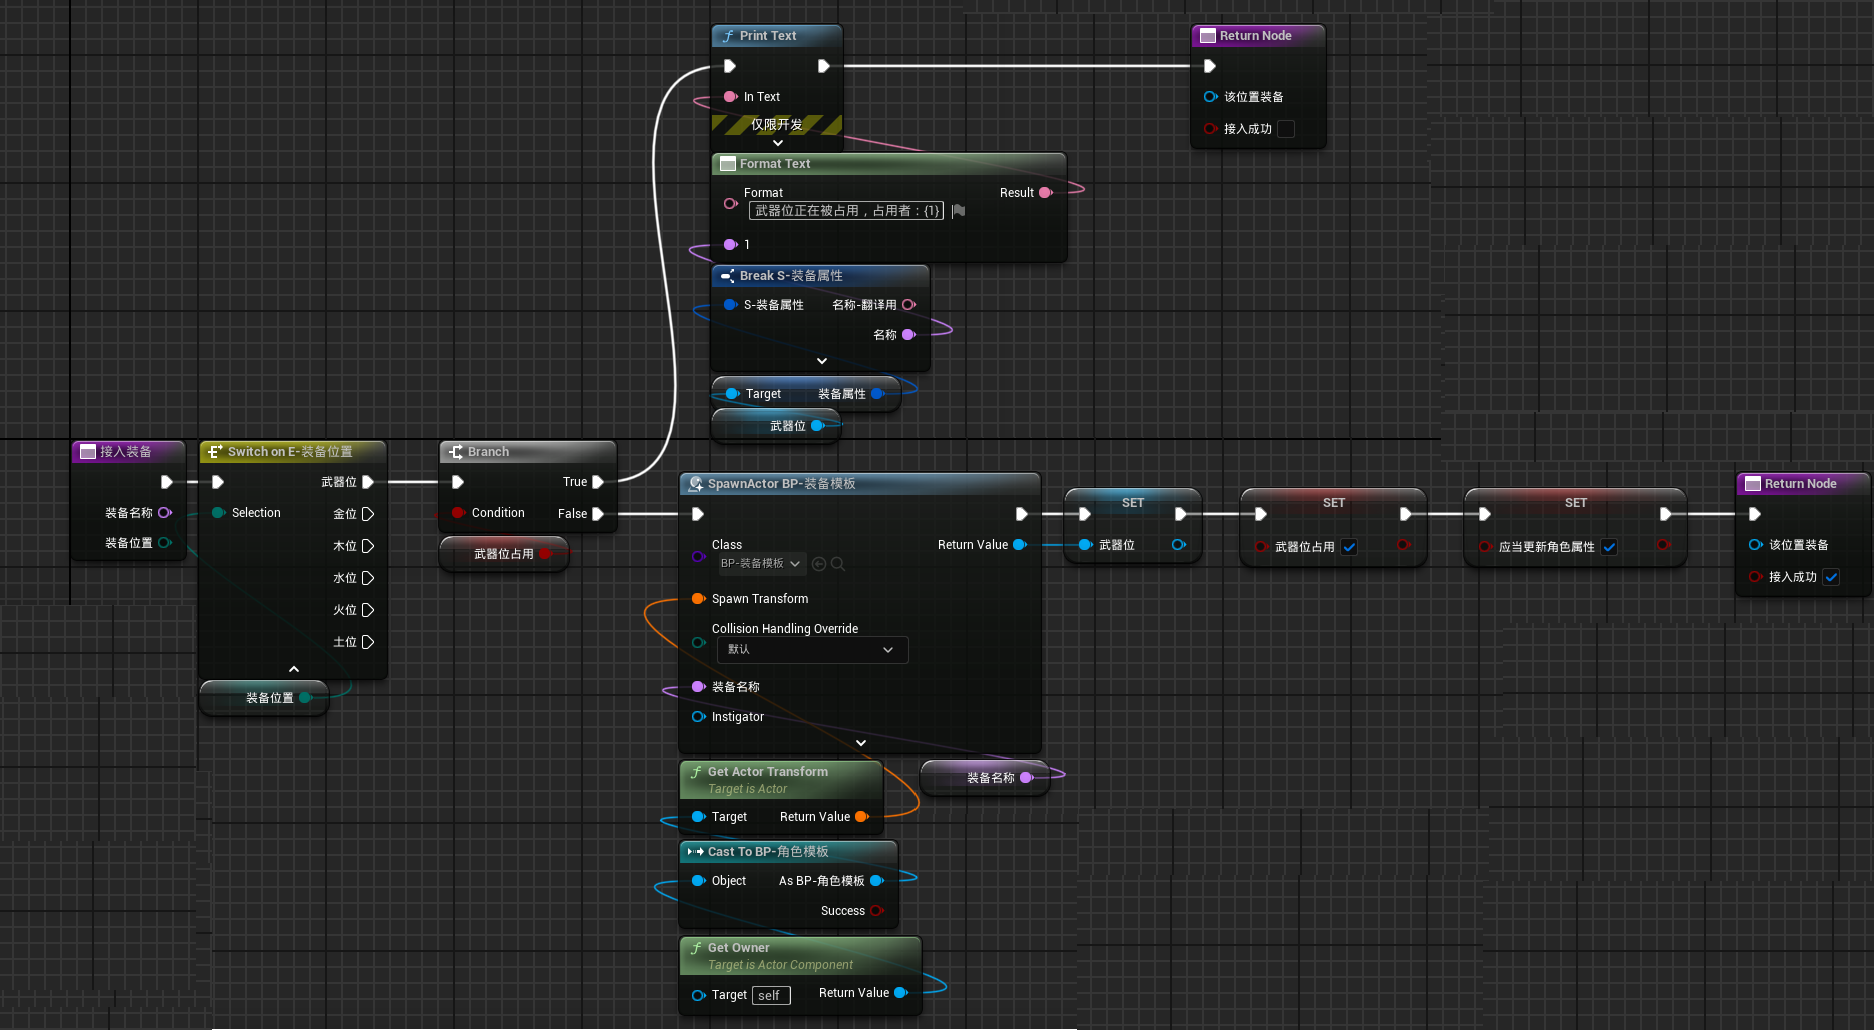 Print Text
In Text
仅限开发
Return Node
该位置装备
接入成功
Format Text
Format
武器位正在被占用，占用者：{1}
Result
1
Break S-装备属性
S-装备属性
名称-翻译用
名称
Target
装备属性
武器位
接入装备
装备名称
装备位置
Switch on E-装备位置
Selection
武器位
金位
木位
水位
火位
土位
装备位置
Branch
Condition
True
False
武器位占用
SpawnActor BP-装备模板
Class
BP-装备模板
Return Value
Spawn Transform
Collision Handling Override
默认
装备名称
Instigator
SET
武器位
SET
武器位占用
SET
应当更新角色属性
Return Node
该位置装备
接入成功
Get Actor Transform
Target is Actor
Target
Return Value
装备名称
Cast To BP-角色模板
Object
As BP-角色模板
Success
Get Owner
Target is Actor Component
Target
self
Return Value